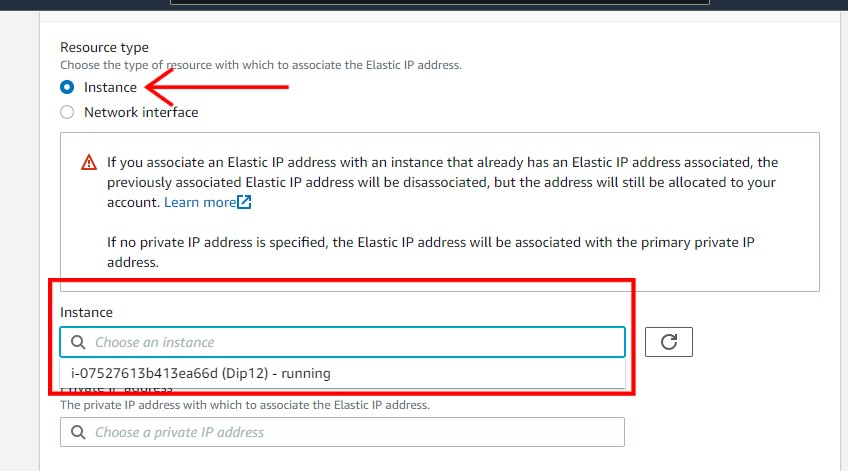 Resource type
Choose the type of resource with which to associate the Elastic IP address.
Instance
Network interface
If you associate an Elastic IP address with an instance that already has an Elastic IP address associated, the
previously associated Elastic IP address will be disassociated, but the address will still be allocated to your
account. Learn more
If no private IP address is specified, the Elastic IP address will be associated with the primary private IP
address.
Instance
Choose an instance
i-07527613b413ea66d (Dip12) - running
Private IP address
The private IP address with which to associate the Elastic IP address.
Choose a private IP address